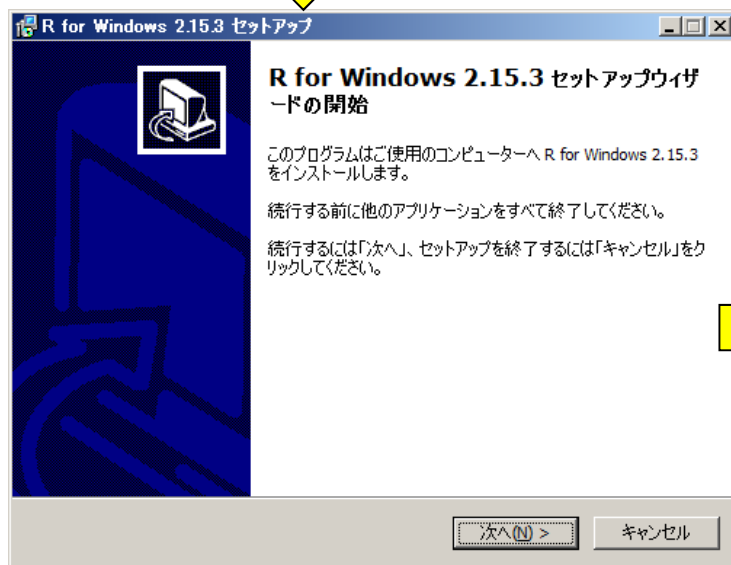 R for Windows 2.15.3 セットアップ
R for Windows 2.15.3 セットアップウィザ
ードの開始
このプログラムはご使用のコンピューターへ R for Windows 2.15.3
をインストールします。
続行する前に他のアプリケーションをすべて終了してください。
続行するには「次へ」、セットアップを終了するには「キャンセル」をク
リックしてください。
次へ(N) >
キャンセル